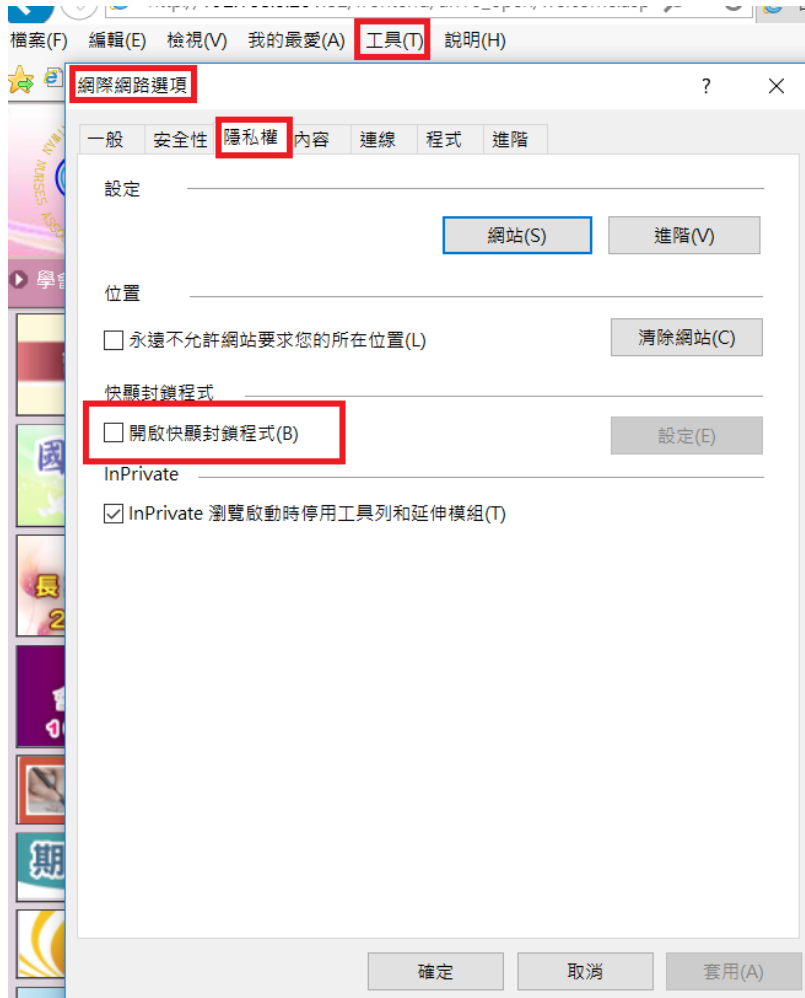 檔案(F) 編輯(E) 檢視(V) 我的最愛(A) 工具(T) 說明(H)
網際網路選項 ?
一般 安全性 隱私權 內容 連線 程式 進階
設定
網站(S) 進階(V)
學
位置
永遠不允許網站要求您的所在位置(L) 清除網站(C)
快顯封鎖程式
開啟快顯封鎖程式(B) 設定(E)
國
InPrivate
InPrivate 瀏覽啟動時停用工具列和延伸模組(T)
長
2
期
確定 取消 套用(A)